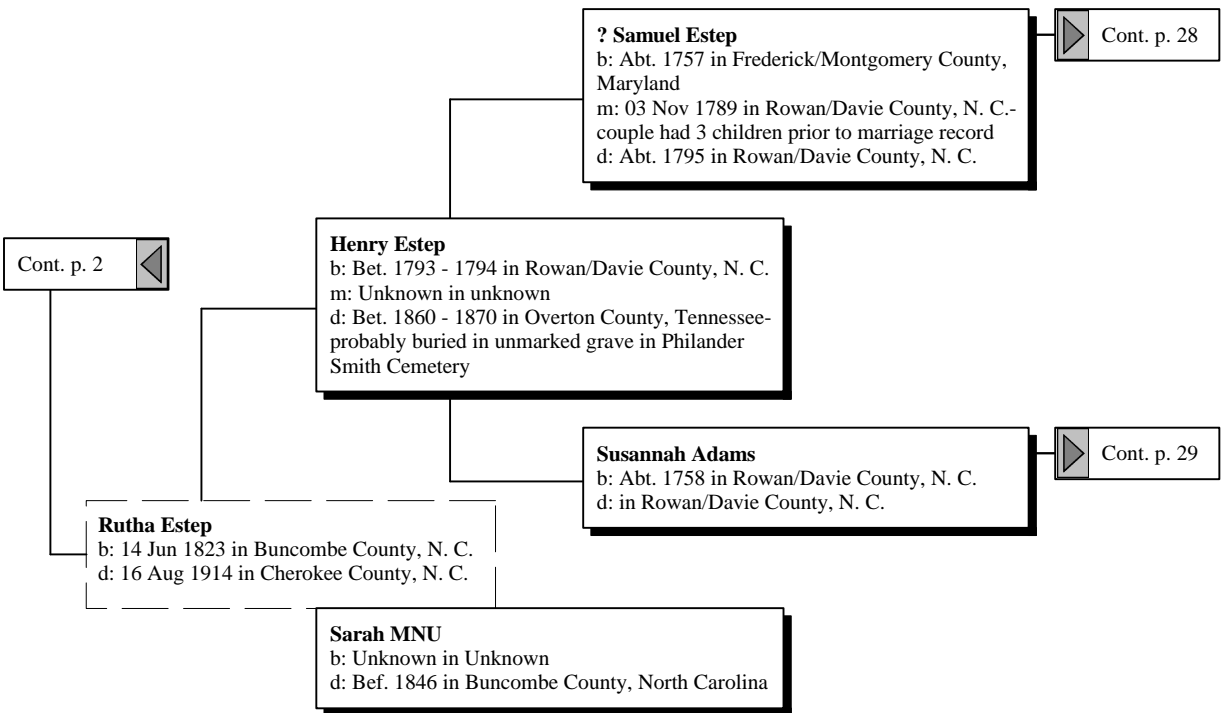 ? Samuel Estep
b: Abt. 1757 in Frederick/Montgomery County,
Maryland
m: 03 Nov 1789 in Rowan/Davie County, N. C.-
couple had 3 children prior to marriage record
d: Abt. 1795 in Rowan/Davie County, N. C.
Cont. p. 28
Henry Estep
b: Bet. 1793 - 1794 in Rowan/Davie County, N. C.
m: Unknown in unknown
d: Bet. 1860 - 1870 in Overton County, Tennessee-
probably buried in unmarked grave in Philander
Smith Cemetery
Cont. p. 2
Susannah Adams
b: Abt. 1758 in Rowan/Davie County, N. C.
d: in Rowan/Davie County, N. C.
Cont. p. 29
Rutha Estep
b: 14 Jun 1823 in Buncombe County, N. C.
d: 16 Aug 1914 in Cherokee County, N. C.
Sarah MNU
b: Unknown in Unknown
d: Bef. 1846 in Buncombe County, North Carolina